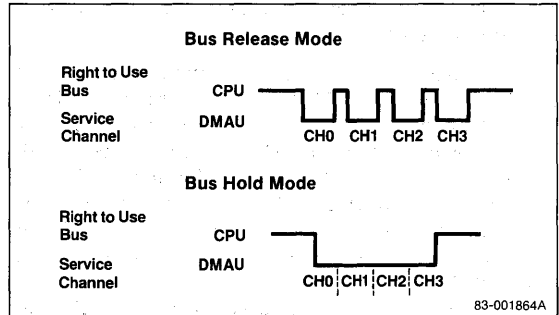 Bus Release Mode
Right to Use
Bus
CPU
Service
Channel
DMAU
CH0 CH1 CH2 CH3
Bus Hold Mode
Right to Use
Bus
CPU
Service
Channel
DMAU
CH0 CH1 CH2 CH3
83-001864A